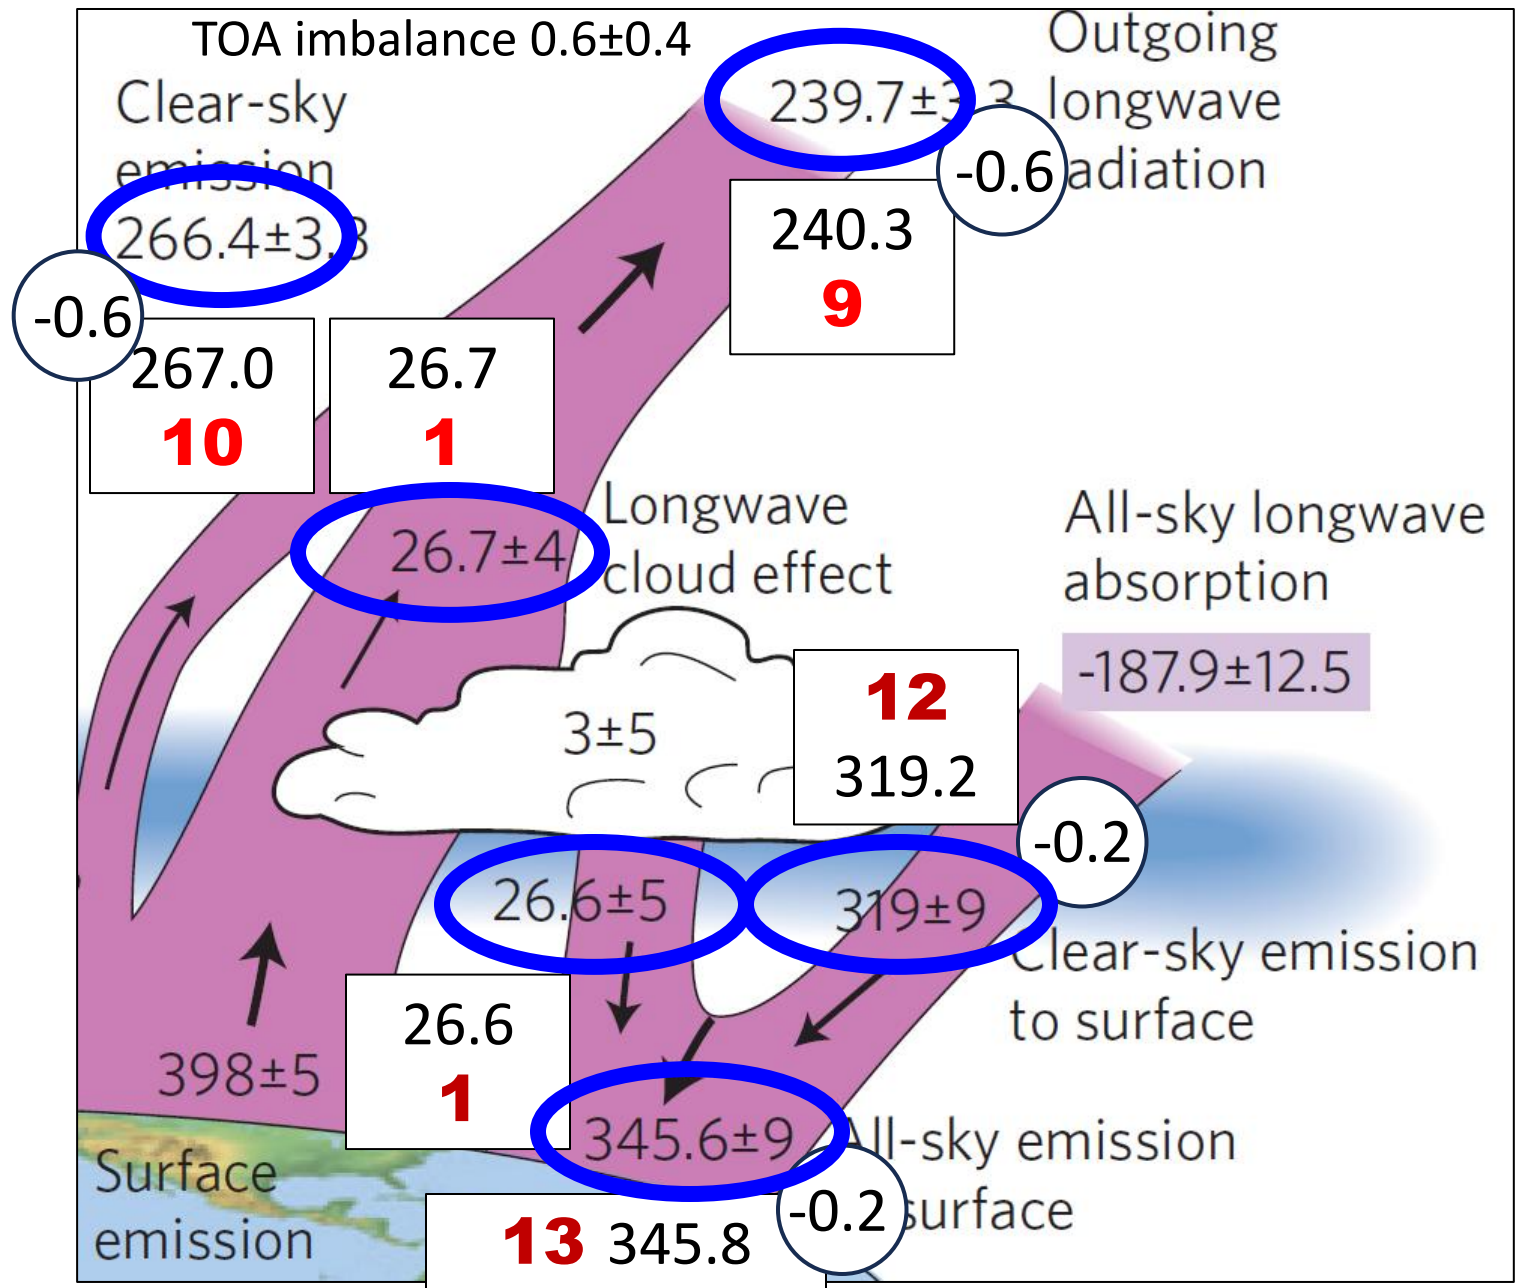 TOA imbalance 0.6±0.4
Outgoing
longwave
radiation
239.7±3.3
-0.6
240.3
9
Clear-sky
emission
266.4±3.3
-0.6
267.0
10
26.7
1
26.7±4
Longwave
cloud effect
All-sky longwave
absorption
-187.9±12.5
3±5
12
319.2
-0.2
26.6±5
319±9
Clear-sky emission
to surface
26.6
1
398±5
345.6±9
All-sky emission
surface
-0.2
Surface
emission
13 345.8